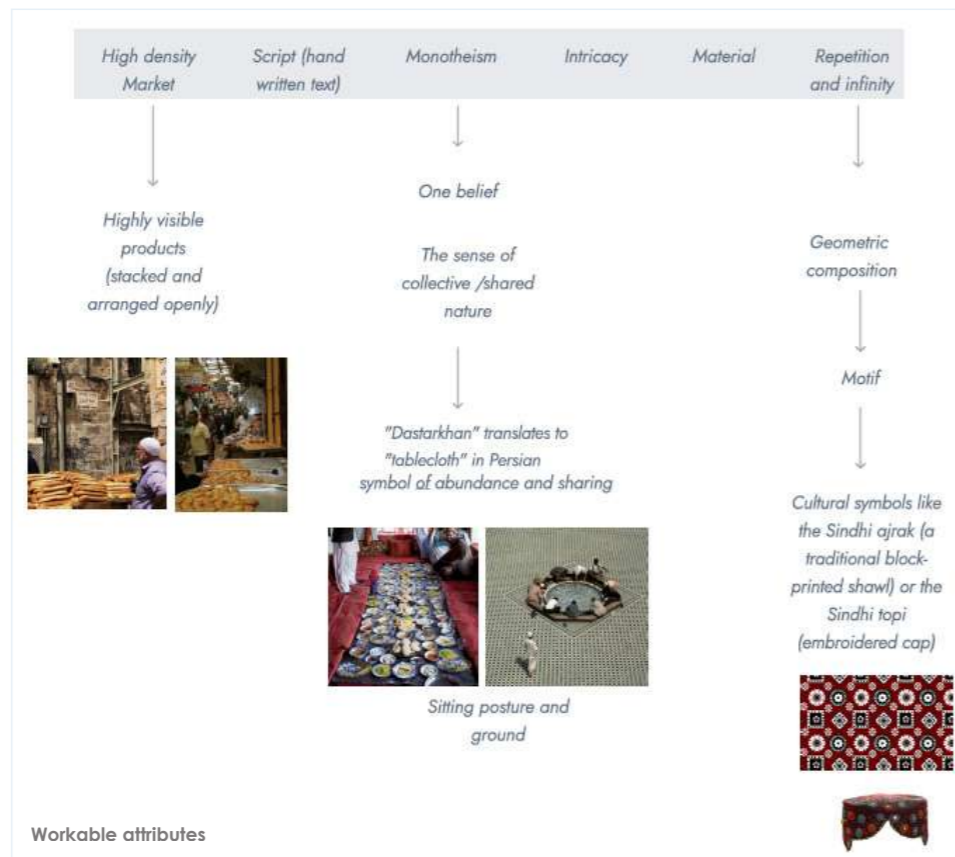 High density
Market
Script (hand
written text)
Monotheism
Intricacy
Material
Repetition
and infinity
Highly visible
products
(stacked and
arranged openly)
One belief
The sense of
collective /shared
nature
"Dastarkhan" translates to
"tablecloth" in Persian
symbol of abundance and sharing
Sitting posture and
ground
Geometric
composition
Motif
Cultural symbols like
the Sindhi ajrak (a
traditional block-
printed shawl) or the
Sindhi topi
(embroidered cap)
Workable attributes